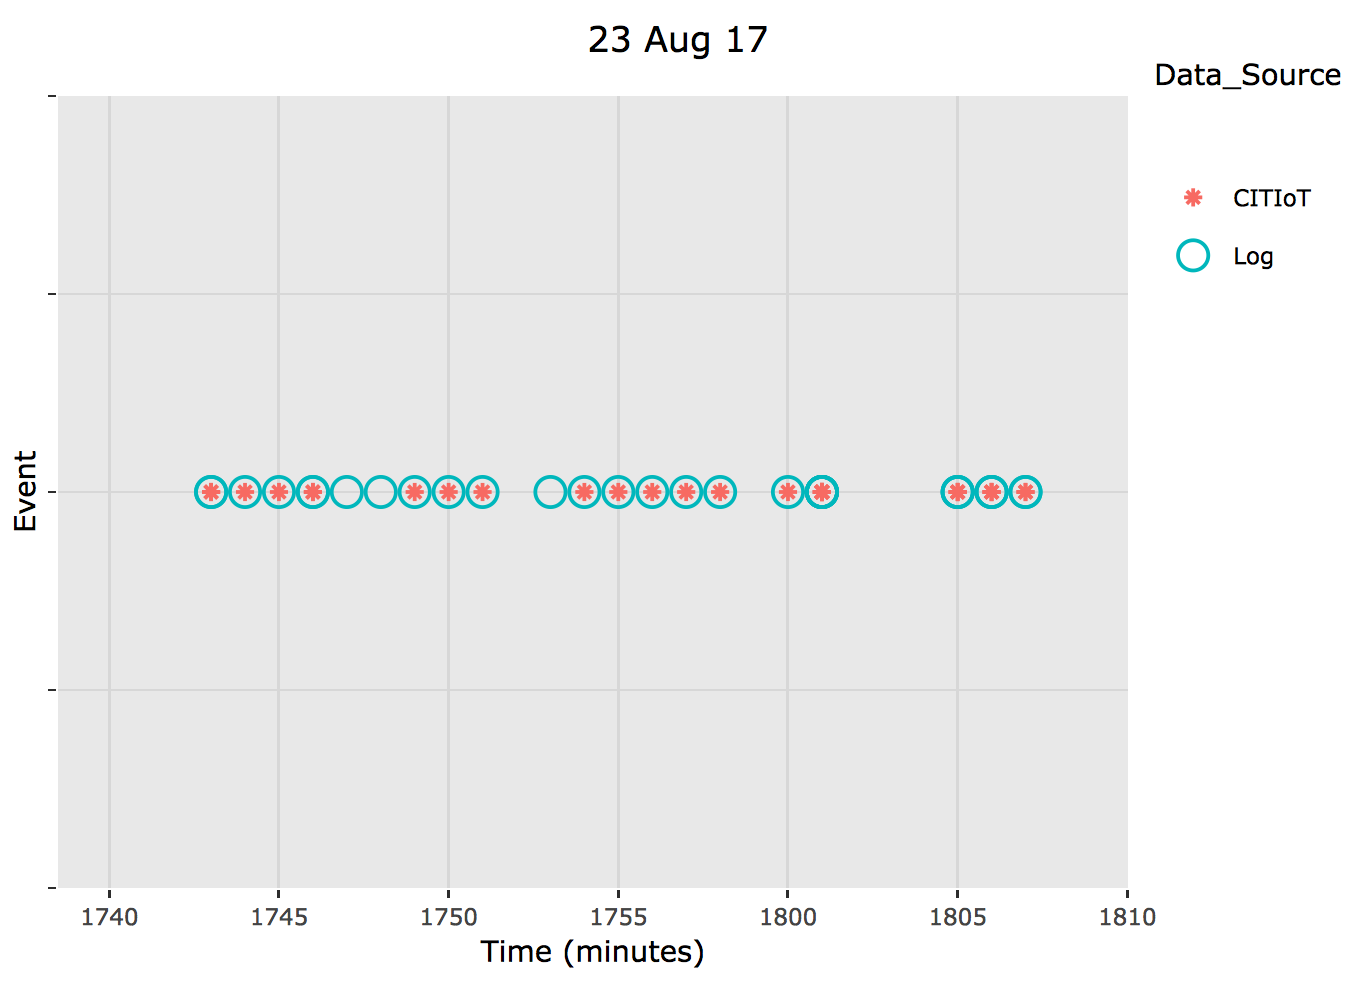 23 Aug 17
Data_Source
CITIoT
Log
Event
1740 1745 1750 1755 1800 1805 1810
Time (minutes)